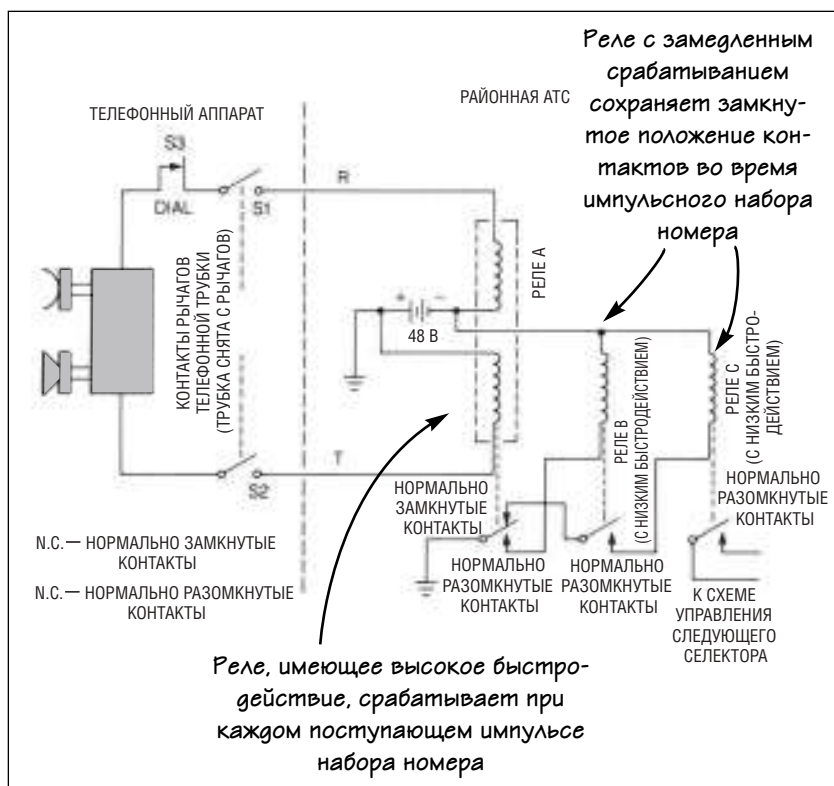 Реле с замедленным
срабатыванием
сохраняет замкну-
тое положение кон-
тактов во время
импульсного набора
номера
ТЕЛЕФОННЫЙ АППАРАТ
РАЙОННАЯ АТС
S3
DIAL
S1
R
КОНТАКТЫ РЫЧАГОВ
ТЕЛЕФОННОЙ ТРУБКИ
(ТРУБКА СНЯТА С РЫЧАГОВ)
РЕЛЕ А
+
−
48 В
РЕЛЕ В
(С НИЗКИМ БЫСТРОДЕЙСТВИЕМ)
РЕЛЕ С
(С НИЗКИМ БЫСТРО-
ДЕЙСТВИЕМ)
S2
T
НОРМАЛЬНО
ЗАМКНУТЫЕ
КОНТАКТЫ
НОРМАЛЬНО
РАЗОМКНУТЫЕ
КОНТАКТЫ
НОРМАЛЬНО
РАЗОМКНУТЫЕ
КОНТАКТЫ
НОРМАЛЬНО
РАЗОМКНУТЫЕ
КОНТАКТЫ
N.C.— НОРМАЛЬНО ЗАМКНУТЫЕ
КОНТАКТЫ
N.C.— НОРМАЛЬНО РАЗОМКНУТЫЕ
КОНТАКТЫ
К СХЕМЕ
УПРАВЛЕНИЯ
СЛЕДУЮЩЕГО
СЕЛЕКТОРА
Реле, имеющее высокое быстро-
действие, срабатывает при
каждом поступающем импульсе
набора номера